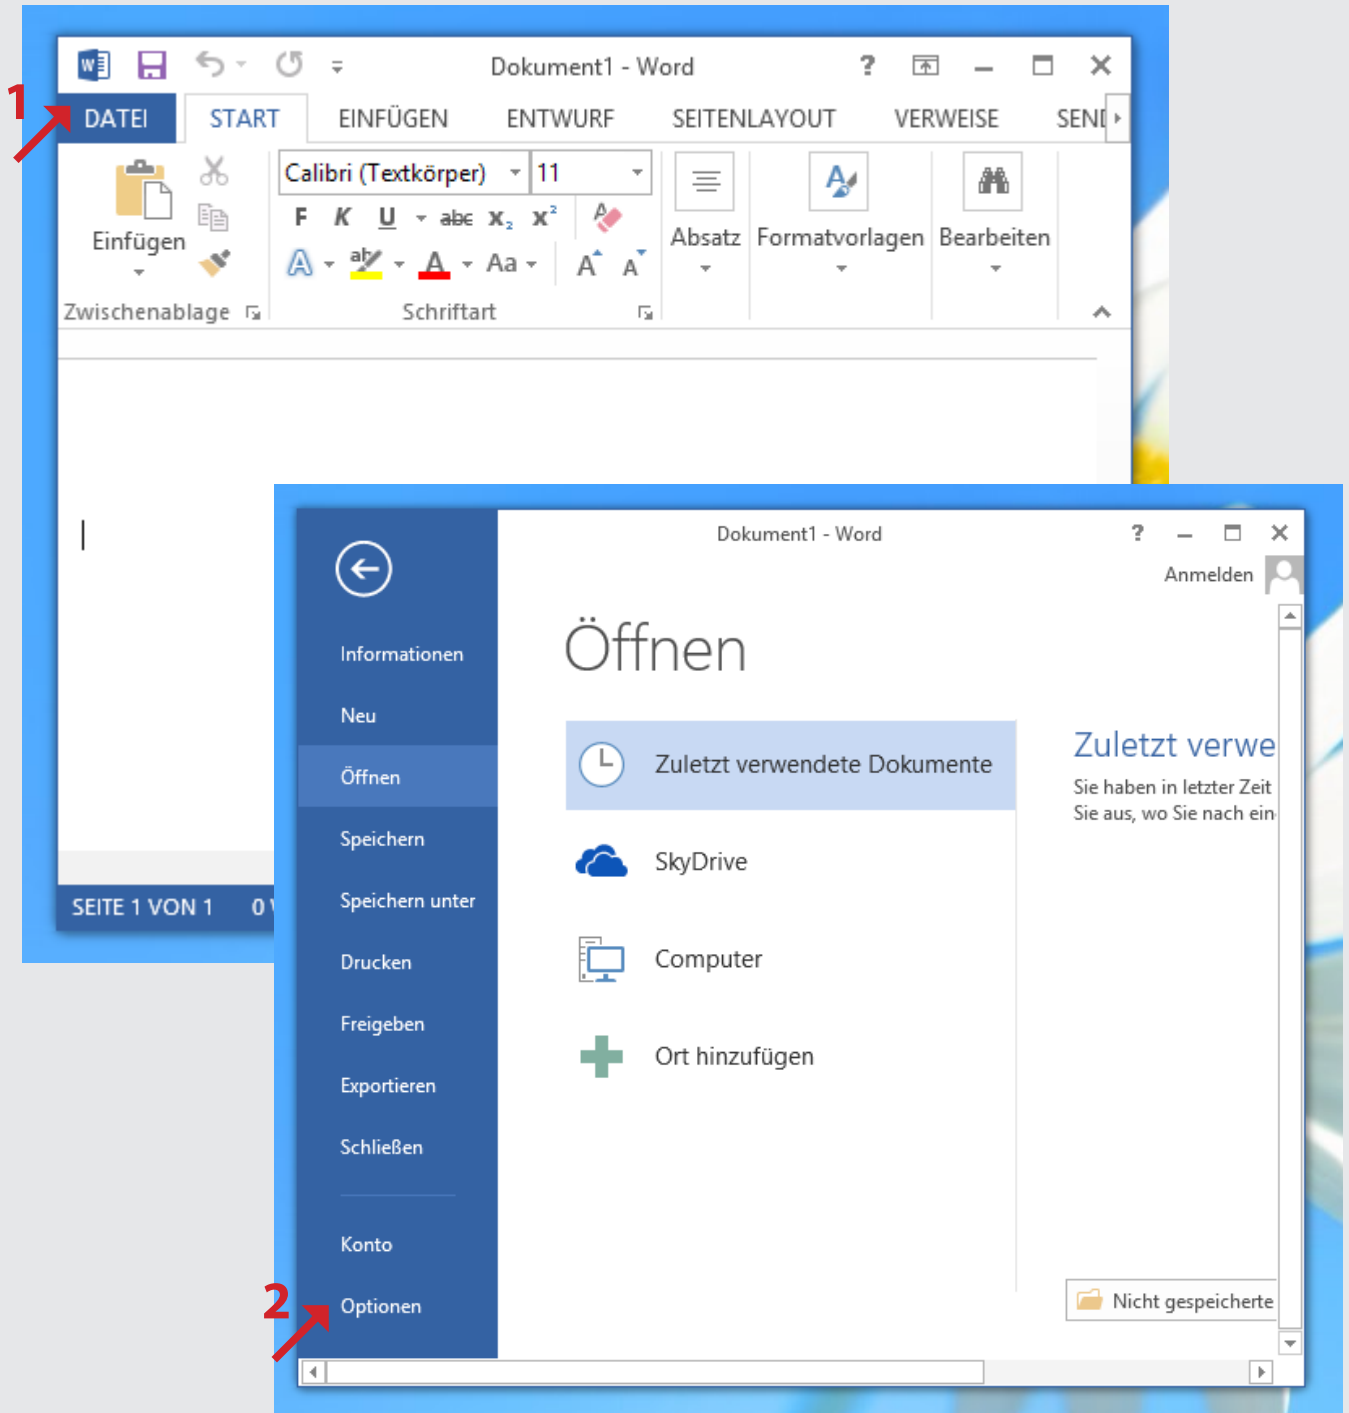 Dokument1 - Word
?
1
DATEI START EINFÜGEN ENTWURF SEITENLAYOUT VERWEISE SEND
Calibri (Textkörper) 11
F K U abc x₂ x²
Einfügen
Absatz Formatvorlagen Bearbeiten
A ab A Aa A A
Zwischenablage Schriftart
SEITE 1 VON 1 0
Dokument1 - Word
?
Anmelden
Öffnen
Informationen
Neu
Öffnen
Speichern
Speichern unter
Drucken
Freigeben
Exportieren
Schließen
Konto
2
Optionen
Zuletzt verwendete Dokumente
SkyDrive
Computer
Ort hinzufügen
Zuletzt verwe
Sie haben in letzter Zeit
Sie aus, wo Sie nach ein
Nicht gespeicherte